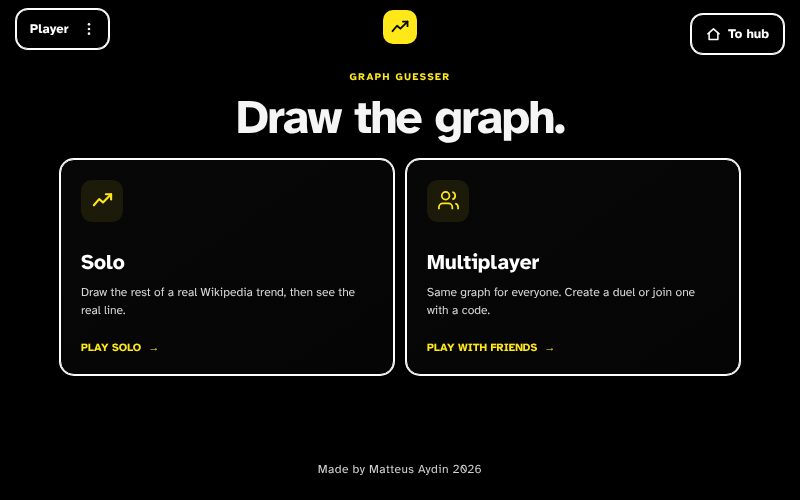 Player
To hub
GRAPH GUESSER
Draw the graph.
Solo
Draw the rest of a real Wikipedia trend, then see the
real line.
PLAY SOLO →
Multiplayer
Same graph for everyone. Create a duel or join one
with a code.
PLAY WITH FRIENDS →
Made by Matteus Aydin 2026